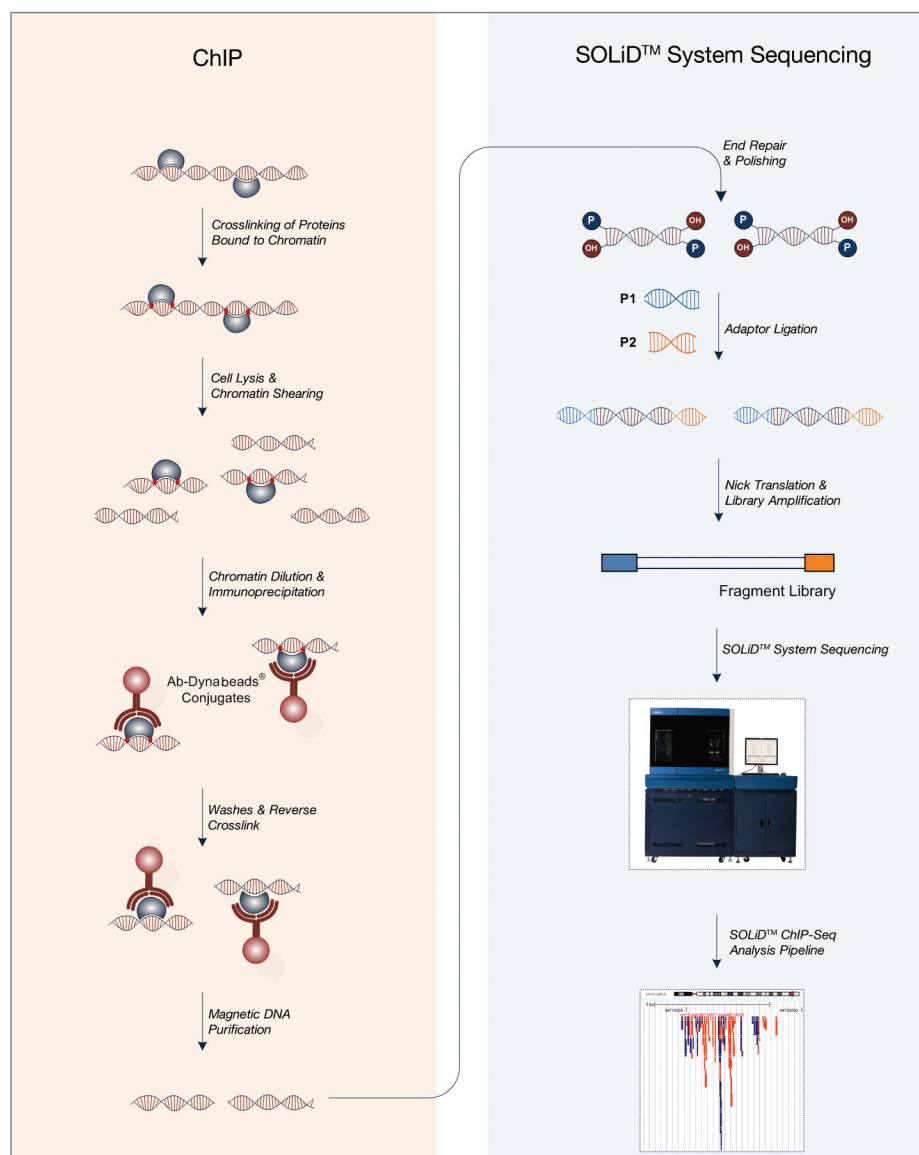 ChIP
Crosslinking of Proteins
Bound to Chromatin
Cell Lysis &
Chromatin Shearing
Chromatin Dilution &
Immunoprecipitation
Ab-Dynabeads®
Conjugates
Washes & Reverse
Crosslink
Magnetic DNA
Purification
SOLiD™ System Sequencing
End Repair
& Polishing
P OH P OH
OH P OH P
P1
Adaptor Ligation
P2
Nick Translation &
Library Amplification
Fragment Library
SOLiD™ System Sequencing
SOLiD™ ChIP-Seq
Analysis Pipeline